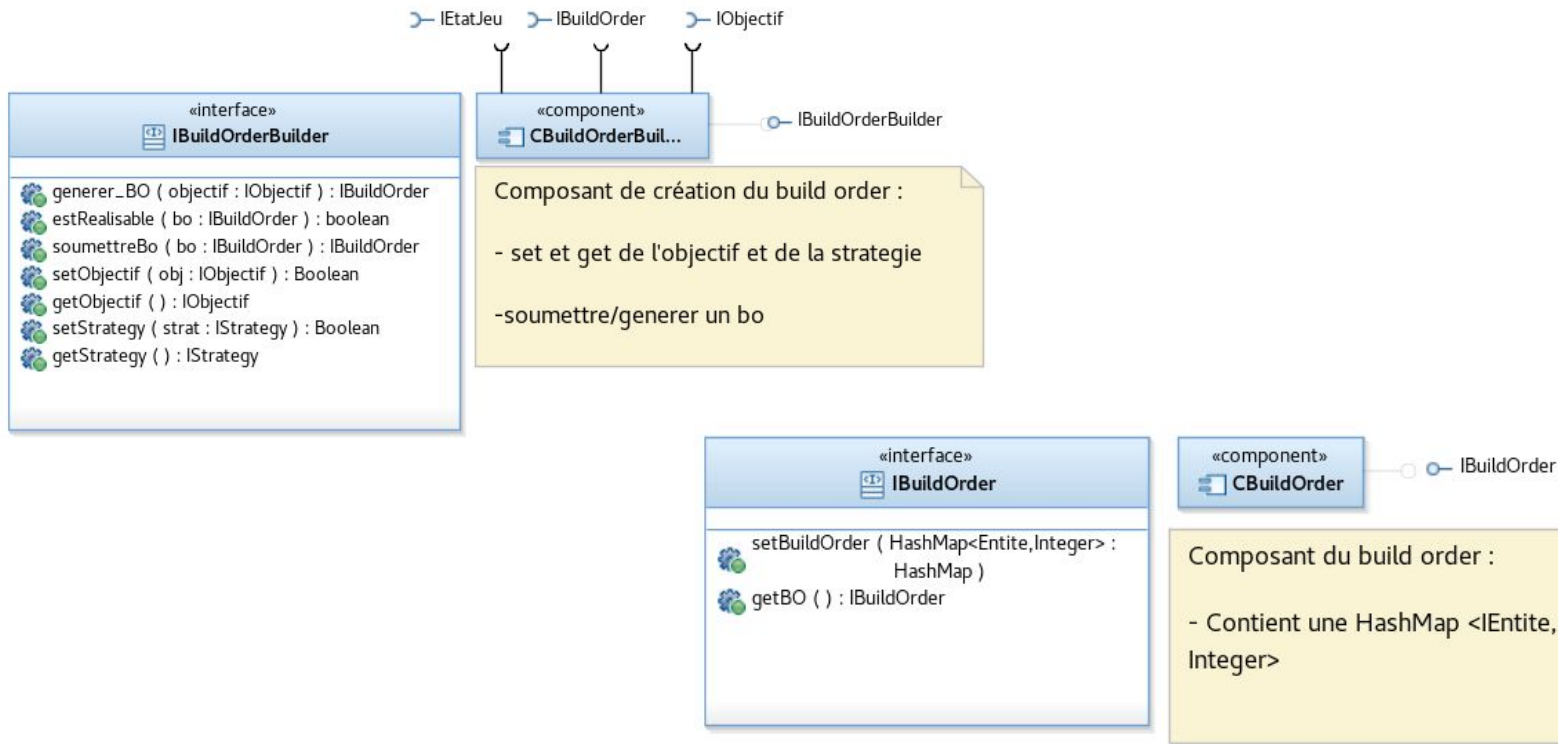 IEtatJeu
IBuildOrder
IObjectif
«interface»
IBuildOrderBuilder
generer_BO ( objectif : IObjectif ) : IBuildOrder
estRealisable ( bo : IBuildOrder ) : boolean
soumettreBo ( bo : IBuildOrder ) : IBuildOrder
setObjectif ( obj : IObjectif ) : Boolean
getObjectif ( ) : IObjectif
setStrategy ( strat : IStrategy ) : Boolean
getStrategy ( ) : IStrategy
«component»
CBuildOrderBuil...
IBuildOrderBuilder
Composant de création du build order :
- set et get de l'objectif et de la strategie
-soumettre/generer un bo
«interface»
IBuildOrder
setBuildOrder ( HashMap<Entite,Integer> :
HashMap )
getBO ( ) : IBuildOrder
«component»
CBuildOrder
IBuildOrder
Composant du build order :
- Contient une HashMap <IEntite,
Integer>